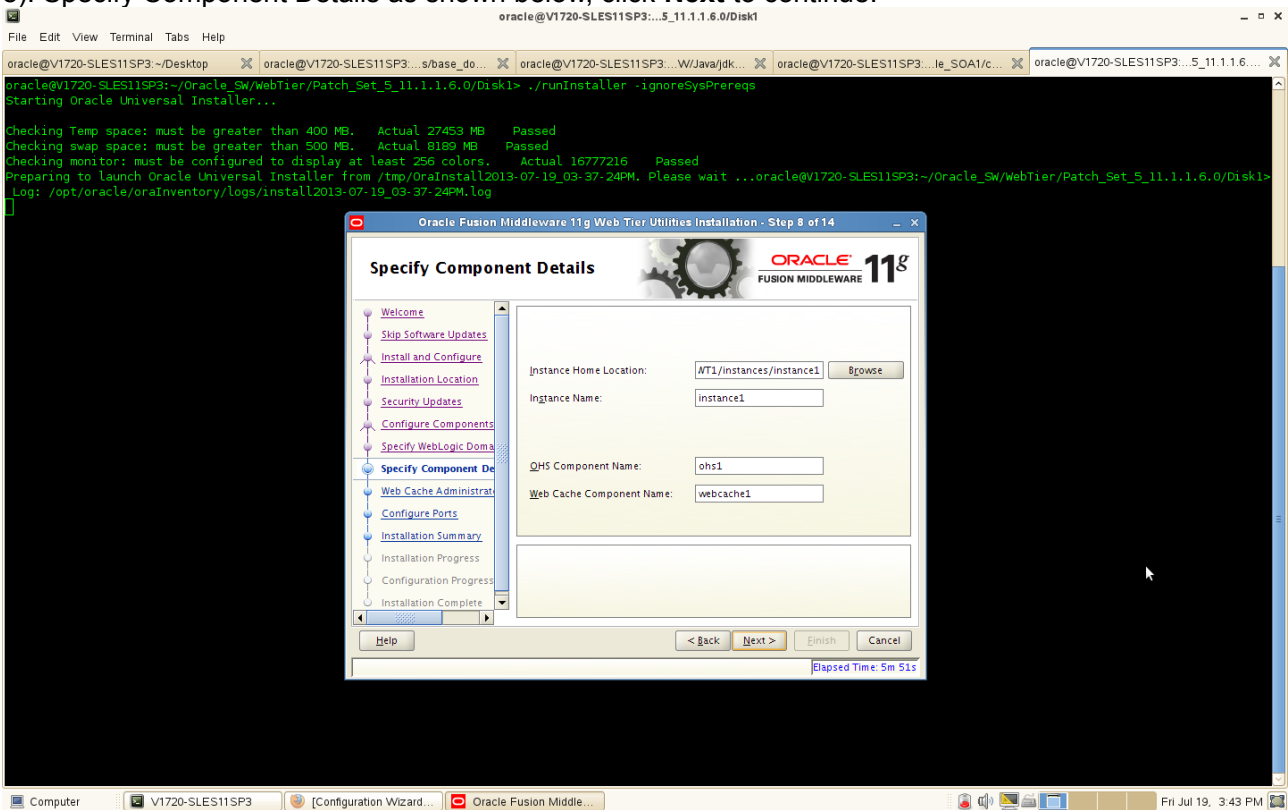 Specify Component Details as shown below, click Next to continue.
oracle@V1720-SLES11SP3:...5_11.1.1.6.0/Disk1
File Edit View Terminal Tabs Help
oracle@V1720-SLES11SP3:~/Desktop oracle@V1720-SLES11SP3:...s/base_do... oracle@V1720-SLES11SP3:...W/Java/jdk... oracle@V1720-SLES11SP3:...le_SOA1/c... oracle@V1720-SLES11SP3:...5_11.1.1.6....
oracle@V1720-SLES11SP3:~/Oracle_SW/WebTier/Patch_Set_5_11.1.1.6.0/Disk1> ./runInstaller -ignoreSysPrereqs
Starting Oracle Universal Installer...
Checking Temp space: must be greater than 400 MB. Actual 27453 MB Passed
Checking swap space: must be greater than 500 MB. Actual 8189 MB Passed
Checking monitor: must be configured to display at least 256 colors. Actual 16777216 Passed
Preparing to launch Oracle Universal Installer from /tmp/OraInstall2013-07-19_03-37-24PM. Please wait ...oracle@V1720-SLES11SP3:~/Oracle_SW/WebTier/Patch_Set_5_11.1.1.6.0/Disk1>
Log: /opt/oracle/oraInventory/logs/install2013-07-19_03-37-24PM.log
Oracle Fusion Middleware 11g Web Tier Utilities Installation - Step 8 of 14
Specify Component Details
ORACLE
FUSION MIDDLEWARE 11g
Welcome
Skip Software Updates
Install and Configure
Installation Location
Security Updates
Configure Components
Specify WebLogic Doma
Specify Component De
Web Cache Administrat
Configure Ports
Installation Summary
Installation Progress
Configuration Progress
Installation Complete
Instance Home Location: WT1/instances/instance1 Browse
Instance Name: instance1
OHS Component Name: ohs1
Web Cache Component Name: webcache1
Help < Back Next > Finish Cancel
Elapsed Time: 5m 51s
Computer V1720-SLES11SP3 [Configuration Wizard... Oracle Fusion Middle... Fri Jul 19, 3:43 PM